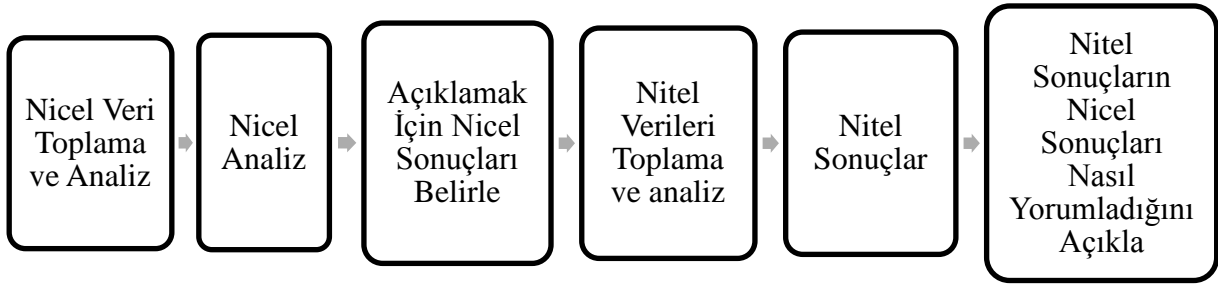 Nicel Veri
Toplama
ve Analiz
Nicel
Analiz
Açıklamak
İçin Nicel
Sonuçları
Belirle
Nitel
Verileri
Toplama
ve analiz
Nitel
Sonuçlar
Nitel
Sonuçların
Nicel
Sonuçları
Nasıl
Yorumladığını
Açıkla